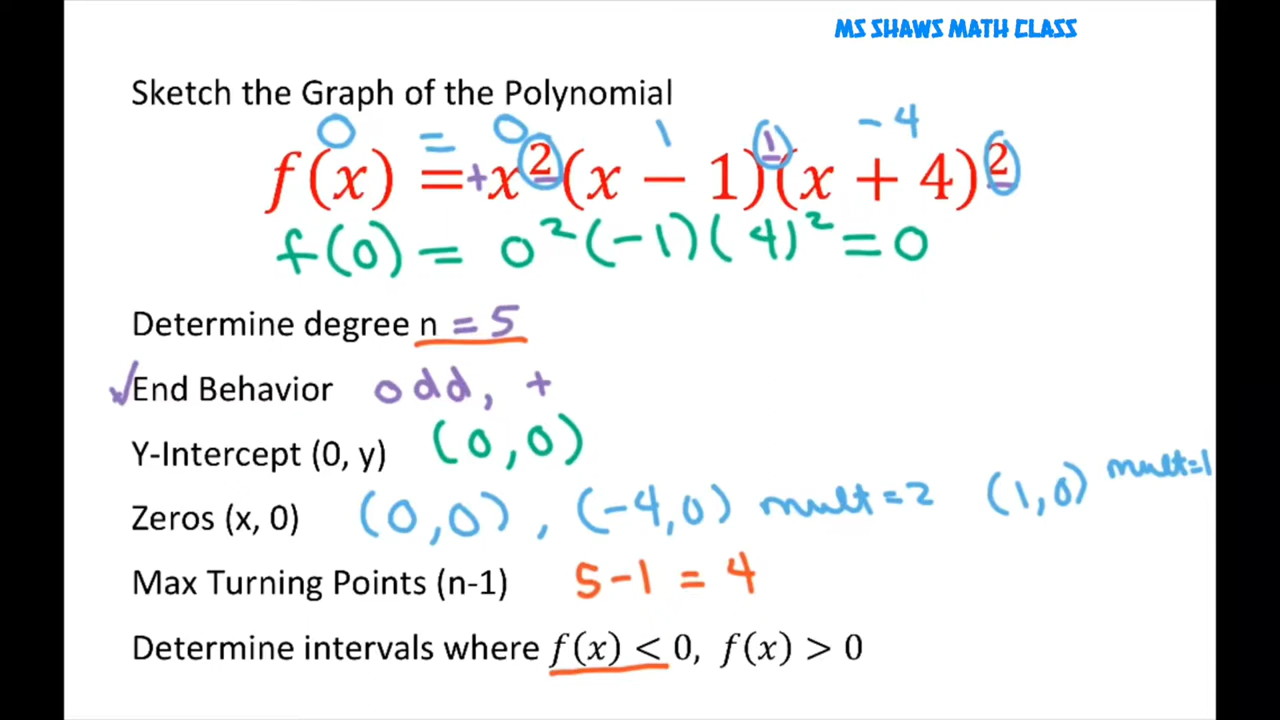 MS SHAWS MATH CLASS
Sketch the Graph of the Polynomial
0 = 0 1 1 -4
f(x) = +x²(x − 1)(x + 4)²
f(0) = 0²(-1)(4)² = 0
Determine degree n = 5
✓End Behavior odd, +
Y-Intercept (0, y) (0,0)
Zeros (x, 0) (0,0), (-4,0) mult=2 (1,0) mult=1
Max Turning Points (n-1) 5-1 = 4
Determine intervals where f(x) < 0, f(x) > 0